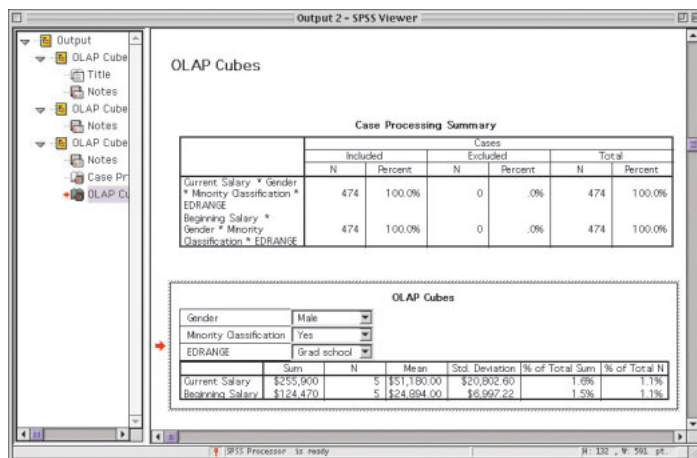 Output 2 - SPSS Viewer
Output
OLAP Cube
Title
Notes
OLAP Cube
Notes
OLAP Cube
Notes
Case Pr
OLAP Cu
OLAP Cubes
Case Processing Summary
Cases
Included Excluded Total
N Percent N Percent N Percent
Current Salary * Gender
* Minority Classification *
EDRANGE
474 100.0% 0 .0% 474 100.0%
Beginning Salary *
Gender * Minority
Classification * EDRANGE
474 100.0% 0 .0% 474 100.0%
OLAP Cubes
Gender Male
Minority Classification Yes
EDRANGE Grad school
Sum N Mean Std. Deviation % of Total Sum % of Total N
Current Salary $255,900 5 $51,180.00 $20,802.60 1.6% 1.1%
Beginning Salary $124,470 5 $24,894.00 $6,997.22 1.5% 1.1%
SPSS Processor is ready
H: 132 , W: 591 pt.